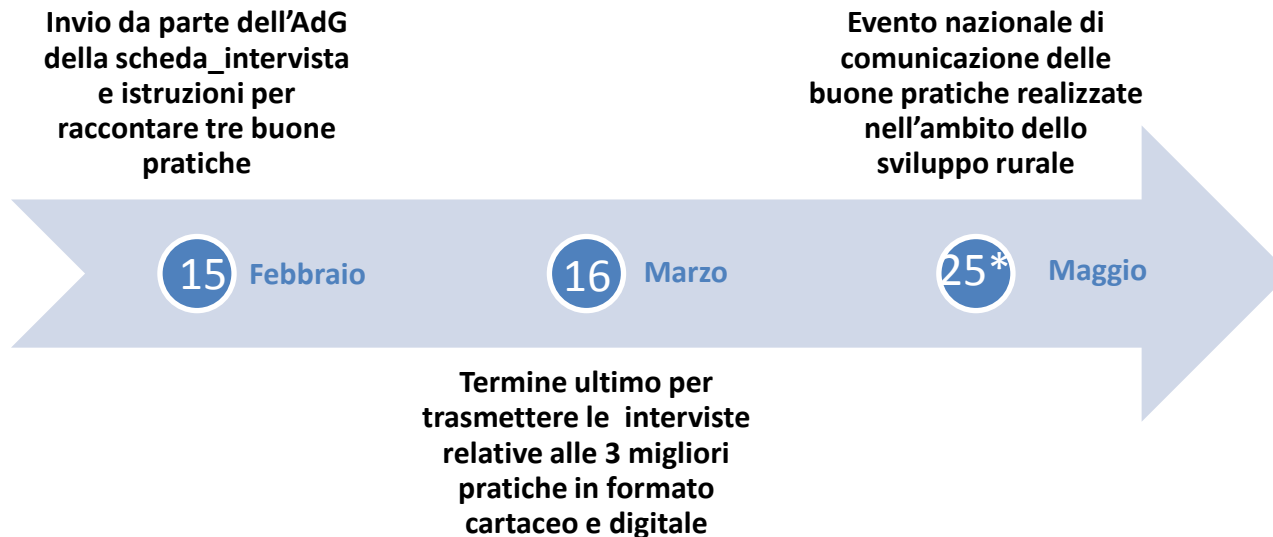 Invio da parte dell’AdG
della scheda_intervista
e istruzioni per
raccontare tre buone
pratiche
Evento nazionale di
comunicazione delle
buone pratiche realizzate
nell’ambito dello
sviluppo rurale
15 Febbraio
16 Marzo
25* Maggio
Termine ultimo per
trasmettere le interviste
relative alle 3 migliori
pratiche in formato
cartaceo e digitale